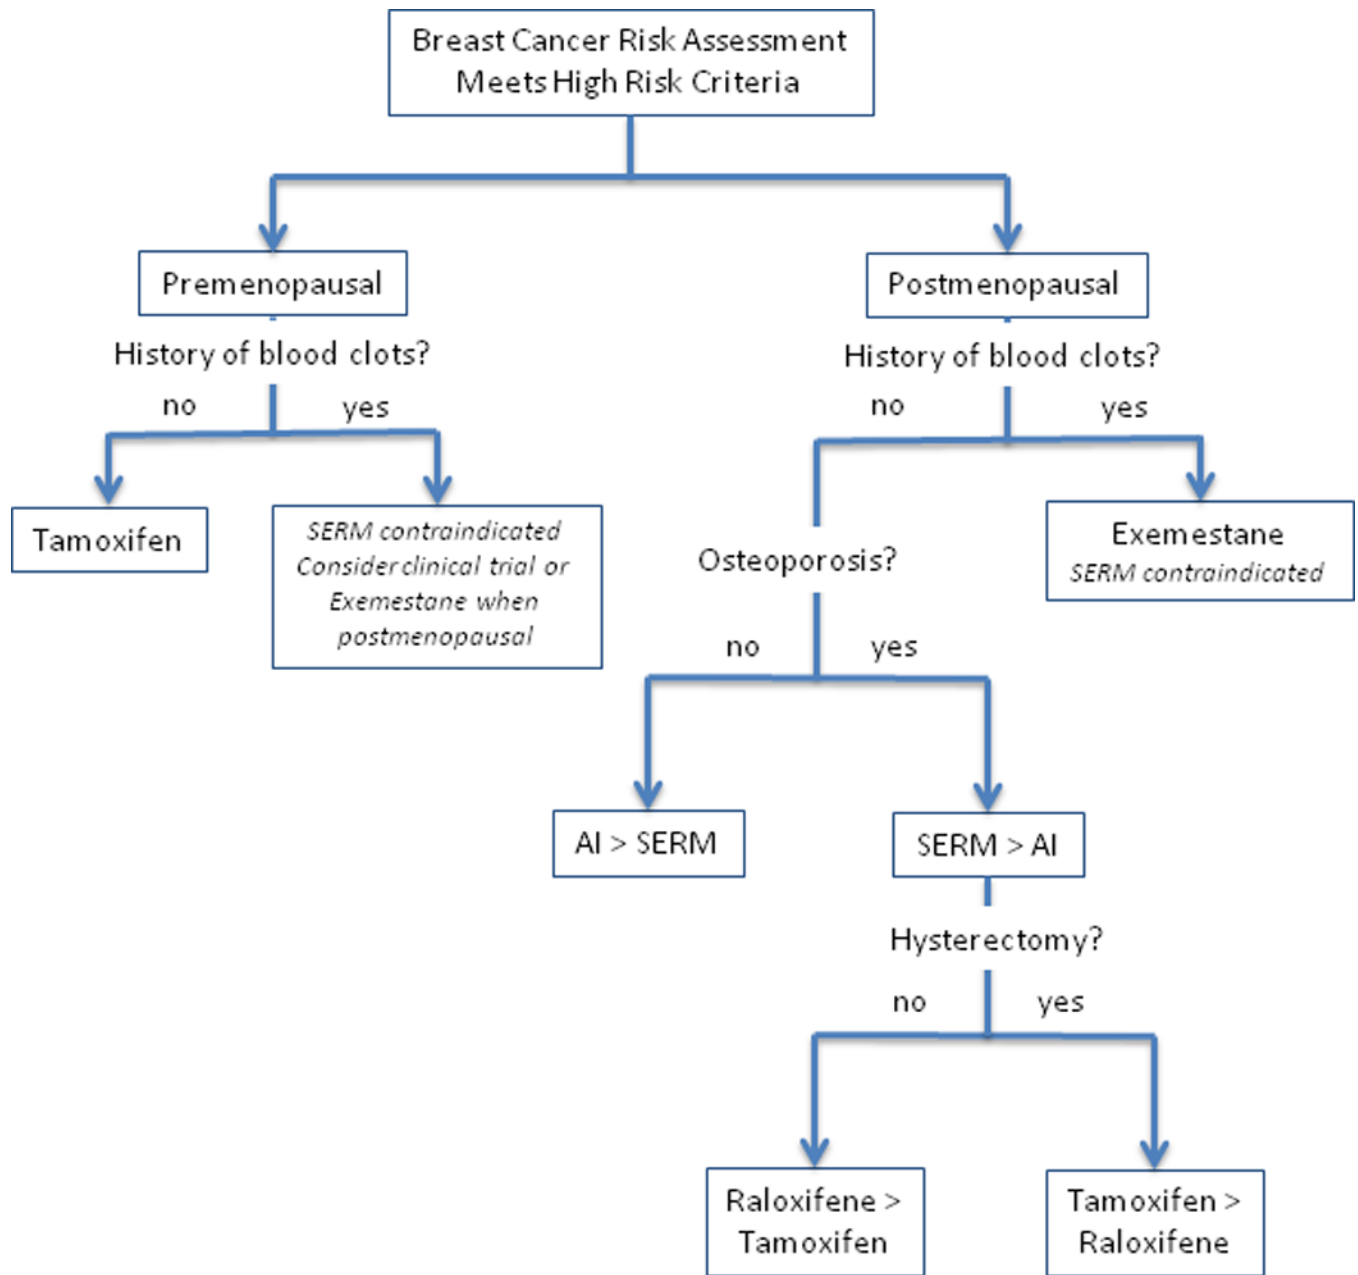 Breast Cancer Risk Assessment
Meets High Risk Criteria
Premenopausal
Postmenopausal
History of blood clots?
History of blood clots?
no
yes
no
yes
Tamoxifen
SERM contraindicated
Consider clinical trial or
Exemestane when
postmenopausal
Exemestane
SERM contraindicated
Osteoporosis?
no
yes
AI > SERM
SERM > AI
Hysterectomy?
no
yes
Raloxifene >
Tamoxifen
Tamoxifen >
Raloxifene